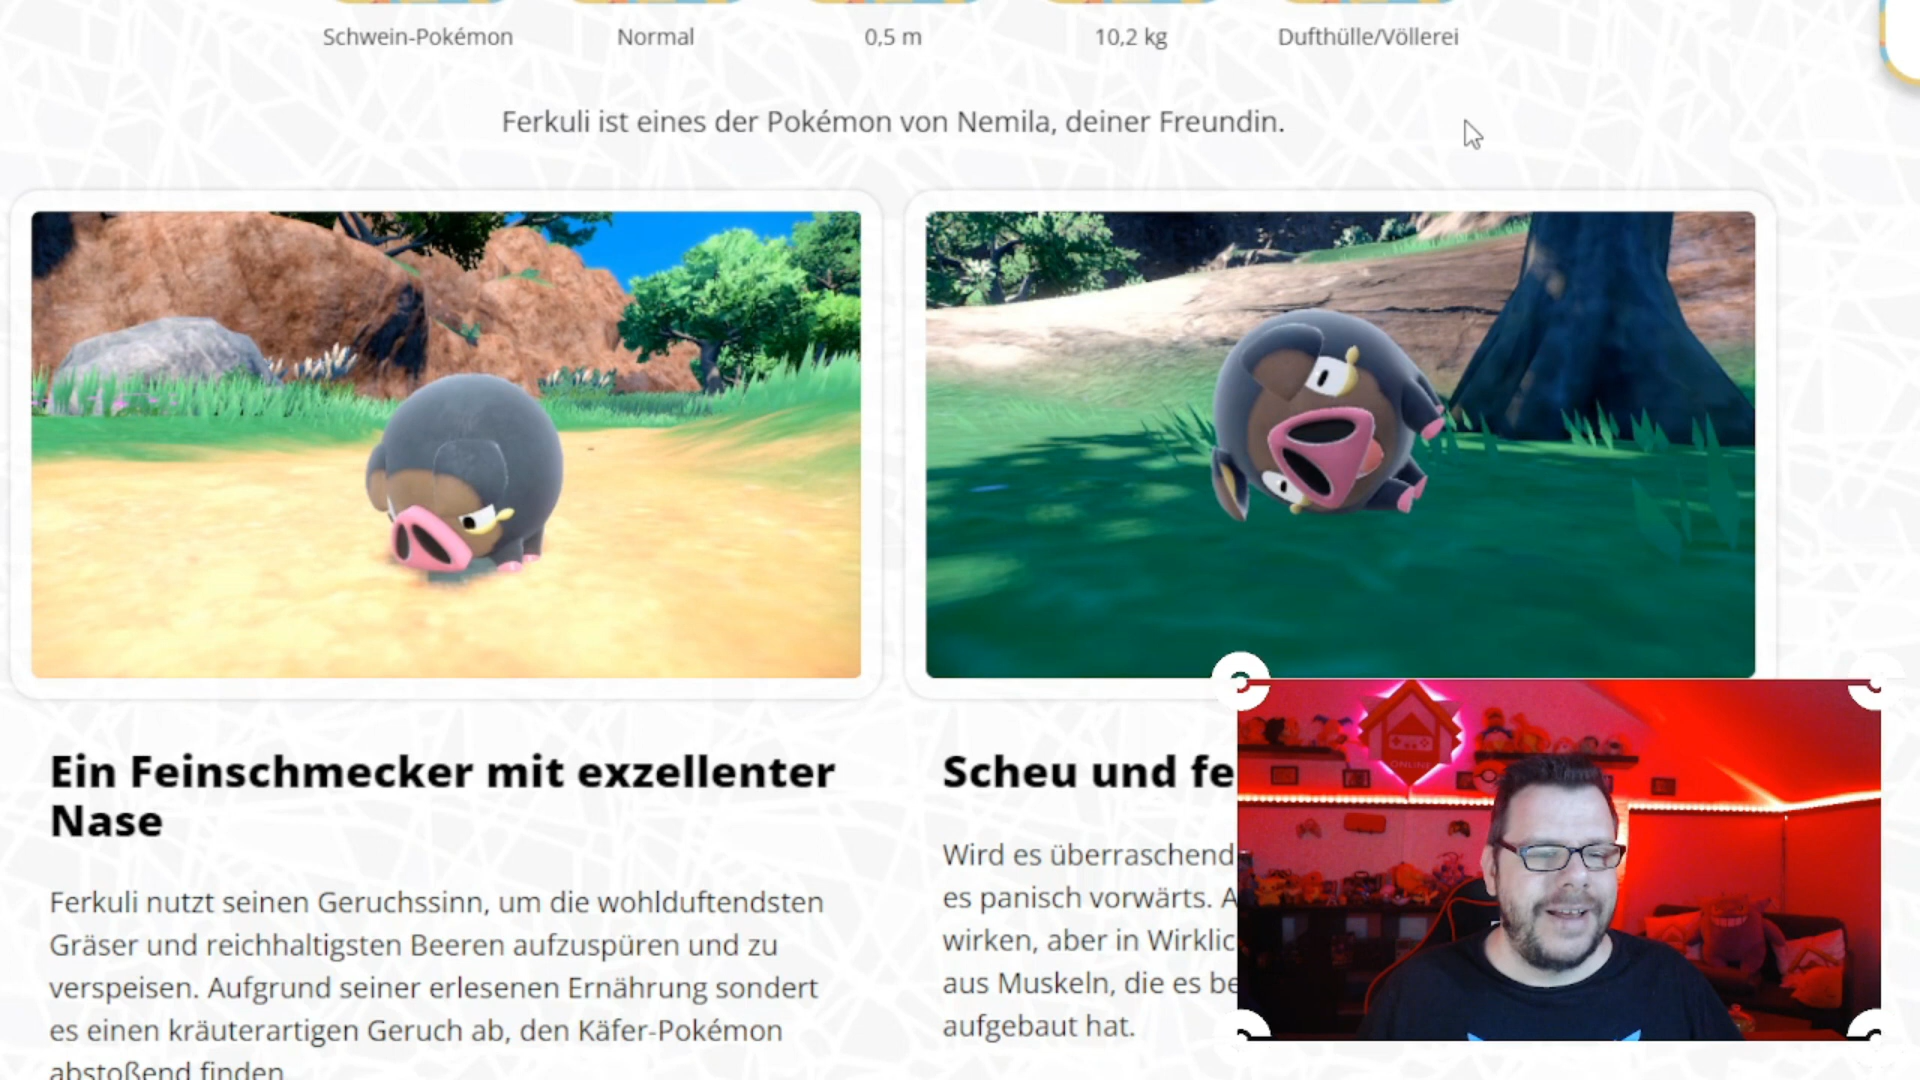 Schwein-Pokémon
Normal
0,5 m
10,2 kg
Dufthülle/Völlerei
Ferkuli ist eines der Pokémon von Nemila, deiner Freundin.
Ein Feinschmecker mit exzellenter
Nase
Ferkuli nutzt seinen Geruchssinn, um die wohlduftendsten
Gräser und reichhaltigsten Beeren aufzuspüren und zu
verspeisen. Aufgrund seiner erlesenen Ernährung sondert
es einen kräuterartigen Geruch ab, den Käfer-Pokémon
abstoßend finden.
Scheu und fe
Wird es überraschend
es panisch vorwärts. A
wirken, aber in Wirklic
aus Muskeln, die es be
aufgebaut hat.
ONLINE